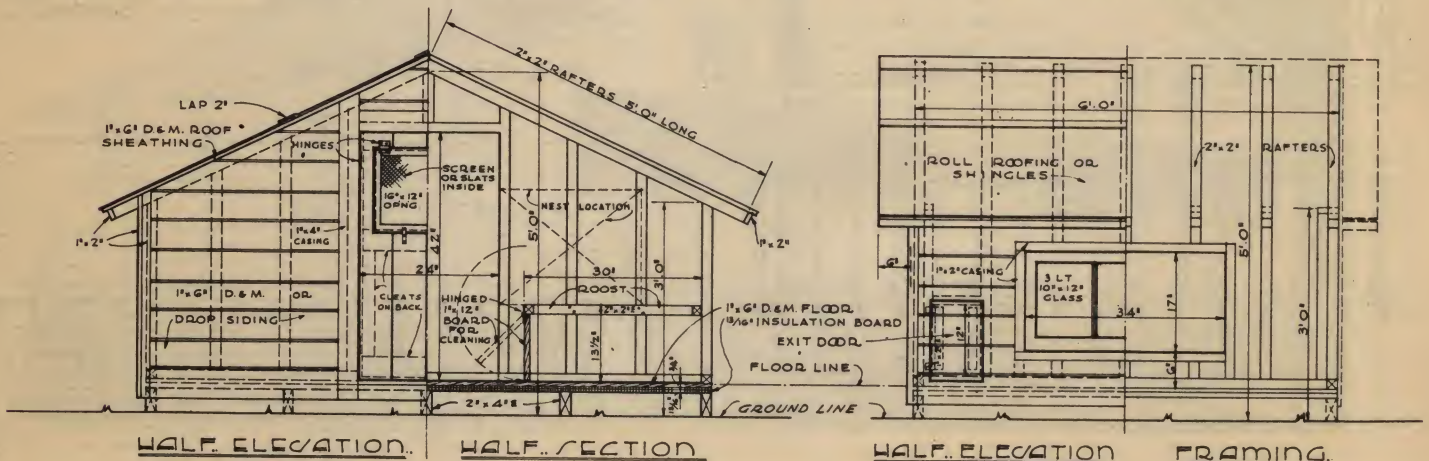 2"x2" RAFTERS 5'.0" LONG
LAP 2"
1"x6" D.&M. ROOF
SHEATHING
HINGES
SCREEN
OR SLATS
INSIDE
16"x12"
OPNG.
1"x2"
1"x4"
CASING
42"
5'.0"
NEST LOCATION
3'.0"
1"x2"
24"
30"
HINGED
1"x12"
BOARD
FOR
CLEANING
ROOST
2"x2"
13½"
CLEATS
ON BACK
1"x6" D.&M. OR
DROP SIDING
1"x6" D.&M. FLOOR
13/16" INSULATION BOARD
2"x4"s
FLOOR LINE
GROUND LINE
HALF.. ELEVATION..
HALF.. SECTION
6'.0"
ROLL ROOFING OR
SHINGLES
2"x2"
RAFTERS
6"
1"x2" CASING
3 LT
10"x12"
GLASS
34"
17"
5'.0"
3'.0"
12"
EXIT DOOR
6"
HALF.. ELEVATION
FRAMING..